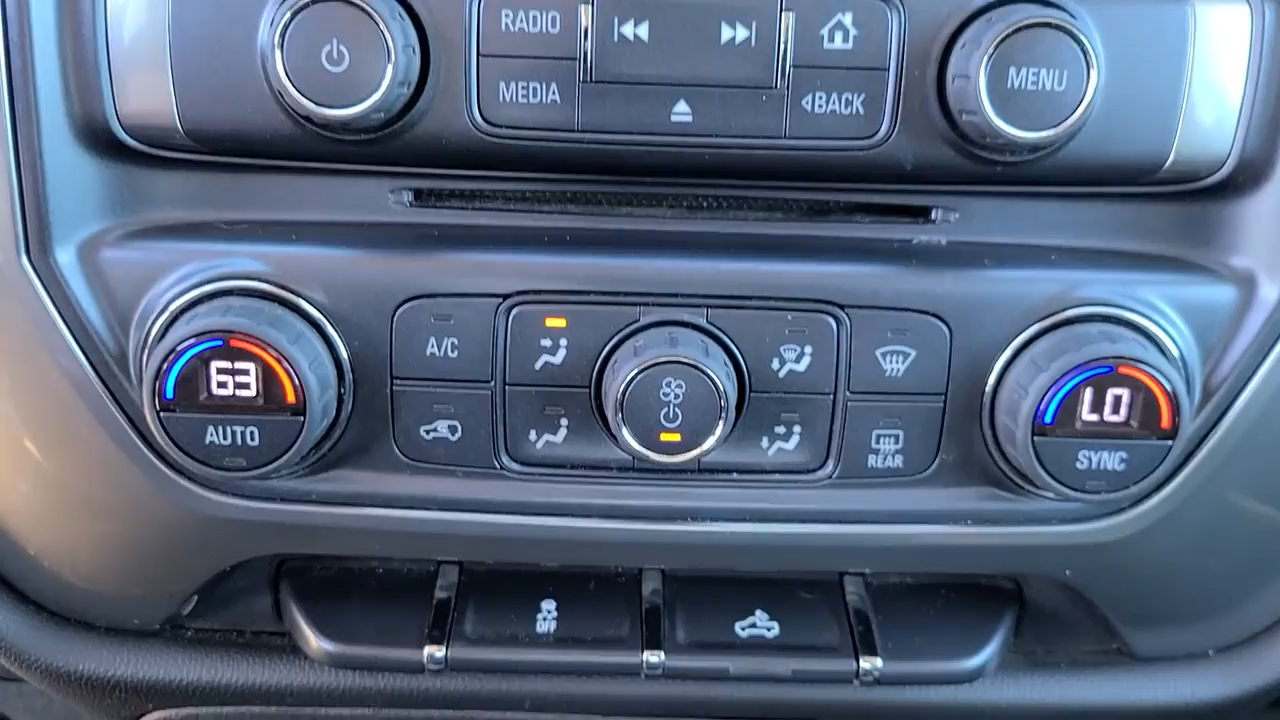 RADIO
MEDIA
BACK
MENU
63
AUTO
A/C
REAR
LO
SYNC
OFF